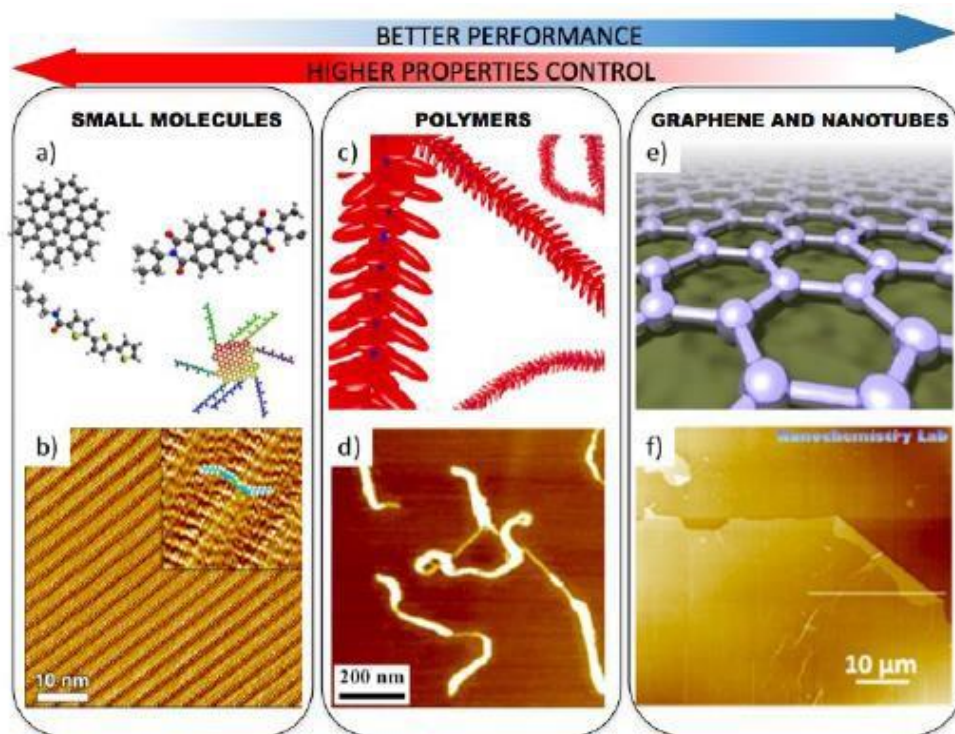 BETTER PERFORMANCE
HIGHER PROPERTIES CONTROL
SMALL MOLECULES
POLYMERS
GRAPHENE AND NANOTUBES
a)
c)
e)
b)
d)
f)
Nanochemistry Lab
10 nm
200 nm
10 µm